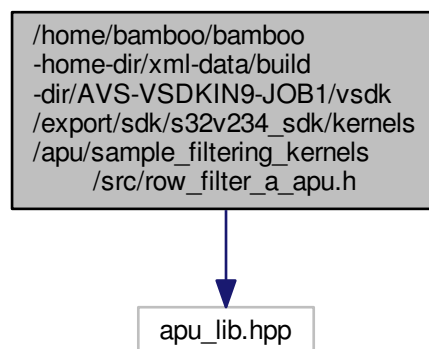 /home/bamboo/bamboo
-home-dir/xml-data/build
-dir/AVS-VSDKIN9-JOB1/vsdk
/export/sdk/s32v234_sdk/kernels
/apu/sample_filtering_kernels
/src/row_filter_a_apu.h
apu_lib.hpp